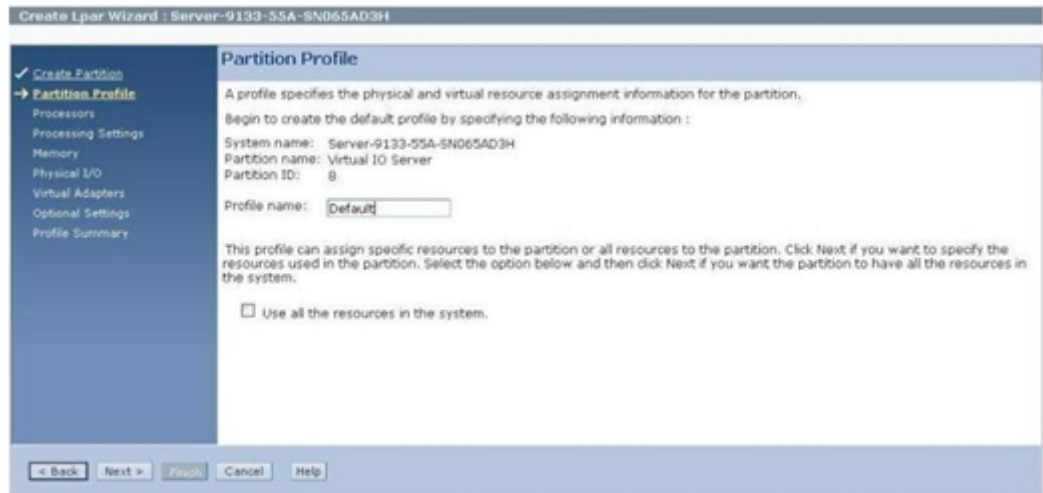 Create Lpar Wizard : Server-9133-55A-SN065AD3H
Create Partition
Partition Profile
Processors
Processing Settings
Memory
Physical I/O
Virtual Adapters
Optional Settings
Profile Summary
Partition Profile
A profile specifies the physical and virtual resource assignment information for the partition.
Begin to create the default profile by specifying the following information :
System name: Server-9133-55A-SN065AD3H
Partition name: Virtual IO Server
Partition ID: 8
Profile name: Default
This profile can assign specific resources to the partition or all resources to the partition. Click Next if you want to specify the
resources used in the partition. Select the option below and then click Next if you want the partition to have all the resources in
the system.
Use all the resources in the system.
< Back Next > Finish Cancel Help